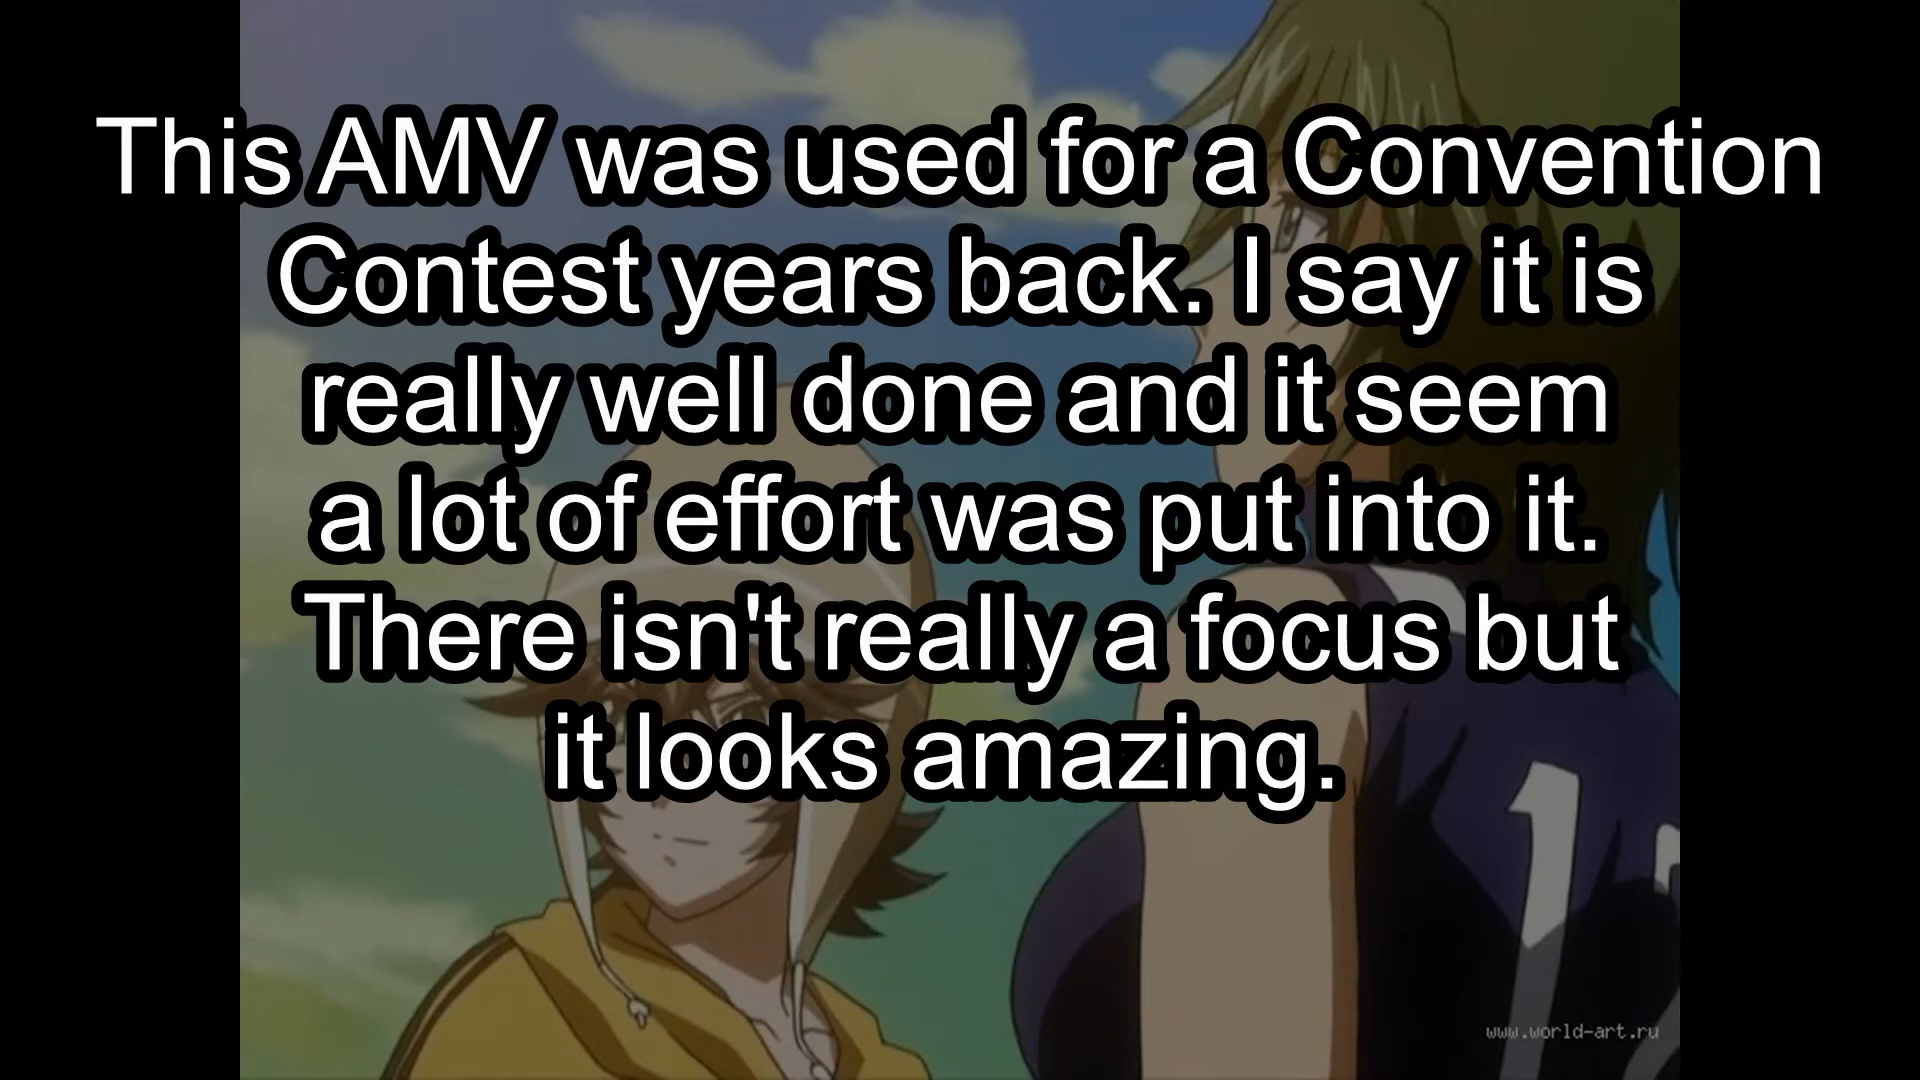 This AMV was used for a Convention
Contest years back. I say it is
really well done and it seem
a lot of effort was put into it.
There isn't really a focus but
it looks amazing.
1
www.world-art.ru